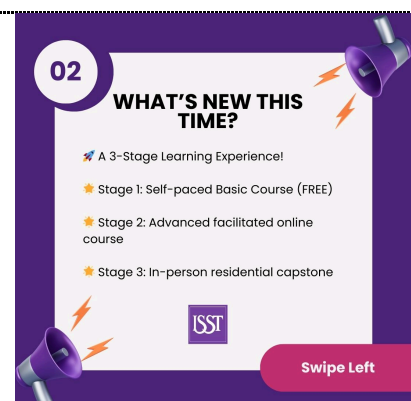 02
WHAT'S NEW THIS
TIME?
🚀 A 3-Stage Learning Experience!
⭐ Stage 1: Self-paced Basic Course (FREE)
⭐ Stage 2: Advanced facilitated online
course
⭐ Stage 3: In-person residential capstone
ISST
Swipe Left